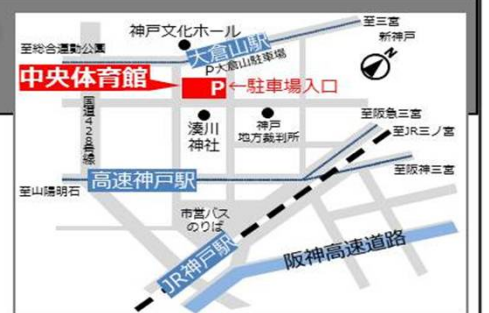 神戸文化ホール
至三宮
新神戸
至総合運動公園
大倉山駅
P大倉山駐車場
N
中央体育館
P
←駐車場入口
国道428号線
湊川
神社
神戸
地方裁判所
至阪急三宮
至JR三ノ宮
至山陽明石
高速神戸駅
至阪神三宮
市営バス
のりば
JR神戸駅
阪神高速道路